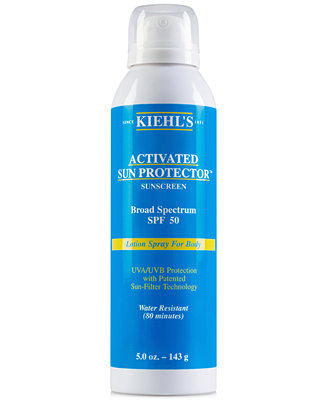 SINCE KIEHL'S 1851
ACTIVATED
SUN PROTECTOR™
SUNSCREEN
Broad Spectrum
SPF 50
Lotion Spray For Body
UVA/UVB Protection
with Patented
Sun-Filter Technology
Water Resistant
(80 minutes)
5.0 oz. – 143 g